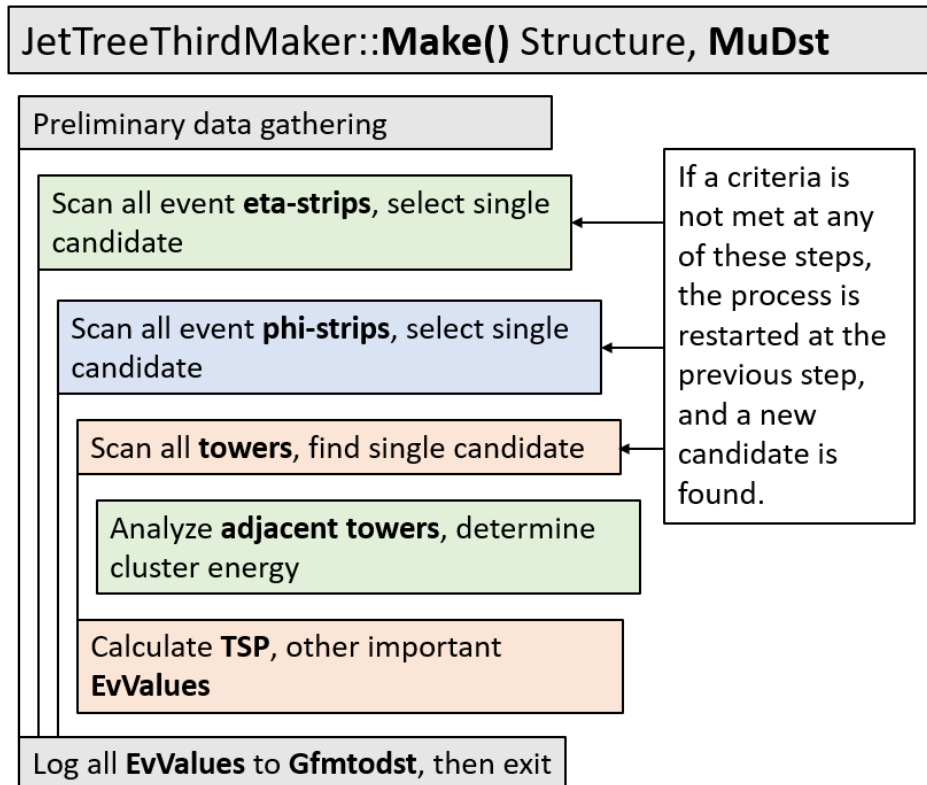 JetTreeThirdMaker::Make() Structure, MuDst
Preliminary data gathering
Scan all event eta-strips, select single
candidate
Scan all event phi-strips, select single
candidate
Scan all towers, find single candidate
Analyze adjacent towers, determine
cluster energy
Calculate TSP, other important
EvValues
Log all EvValues to Gfmtodst, then exit
If a criteria is
not met at any
of these steps,
the process is
restarted at the
previous step,
and a new
candidate is
found.